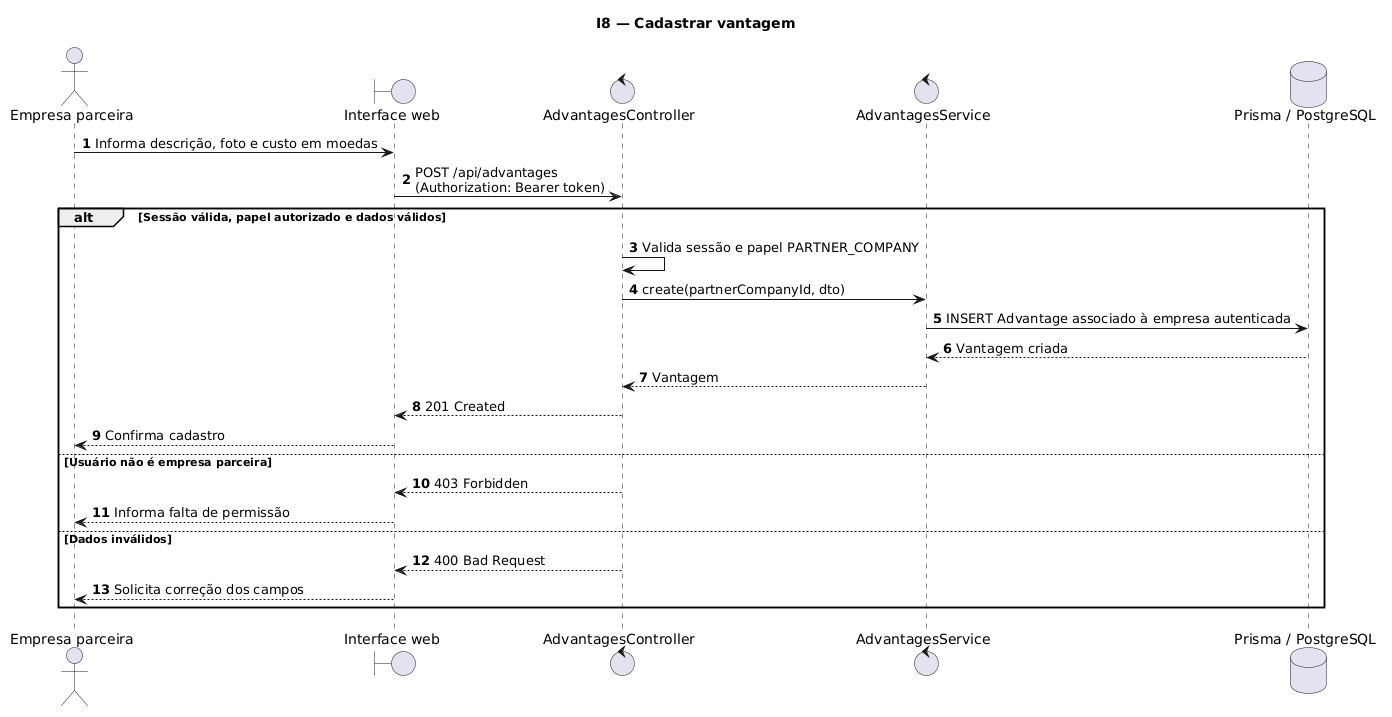 I8 — Cadastrar vantagem
Empresa parceira
Interface web
AdvantagesController
AdvantagesService
Prisma / PostgreSQL
1 Informa descrição, foto e custo em moedas
2 POST /api/advantages
(Authorization: Bearer token)
alt [Sessão válida, papel autorizado e dados válidos]
3 Valida sessão e papel PARTNER_COMPANY
4 create(partnerCompanyId, dto)
5 INSERT Advantage associado à empresa autenticada
6 Vantagem criada
7 Vantagem
8 201 Created
9 Confirma cadastro
[Usuário não é empresa parceira]
10 403 Forbidden
11 Informa falta de permissão
[Dados inválidos]
12 400 Bad Request
13 Solicita correção dos campos
Empresa parceira
Interface web
AdvantagesController
AdvantagesService
Prisma / PostgreSQL